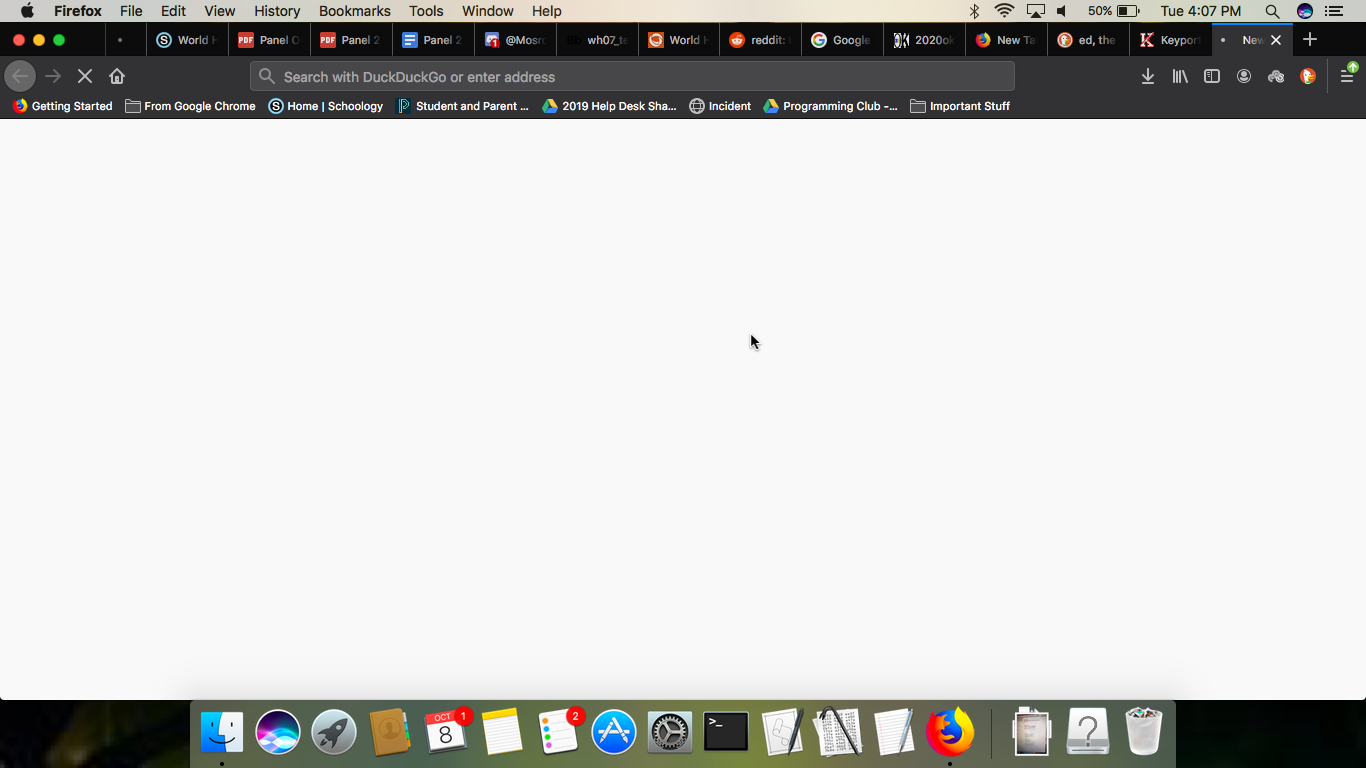 Firefox File Edit View History Bookmarks Tools Window Help 50% Tue 4:07 PM
World H PDF Panel PDF Panel 2 Panel 2 @Mosr wh07_te World H reddit: Google 2020ok New Ta ed, the Keypor New
Search with DuckDuckGo or enter address
Getting Started From Google Chrome Home | Schoology Student and Parent ... 2019 Help Desk Sha... Incident Programming Club -... Important Stuff
OCT 1 2
8